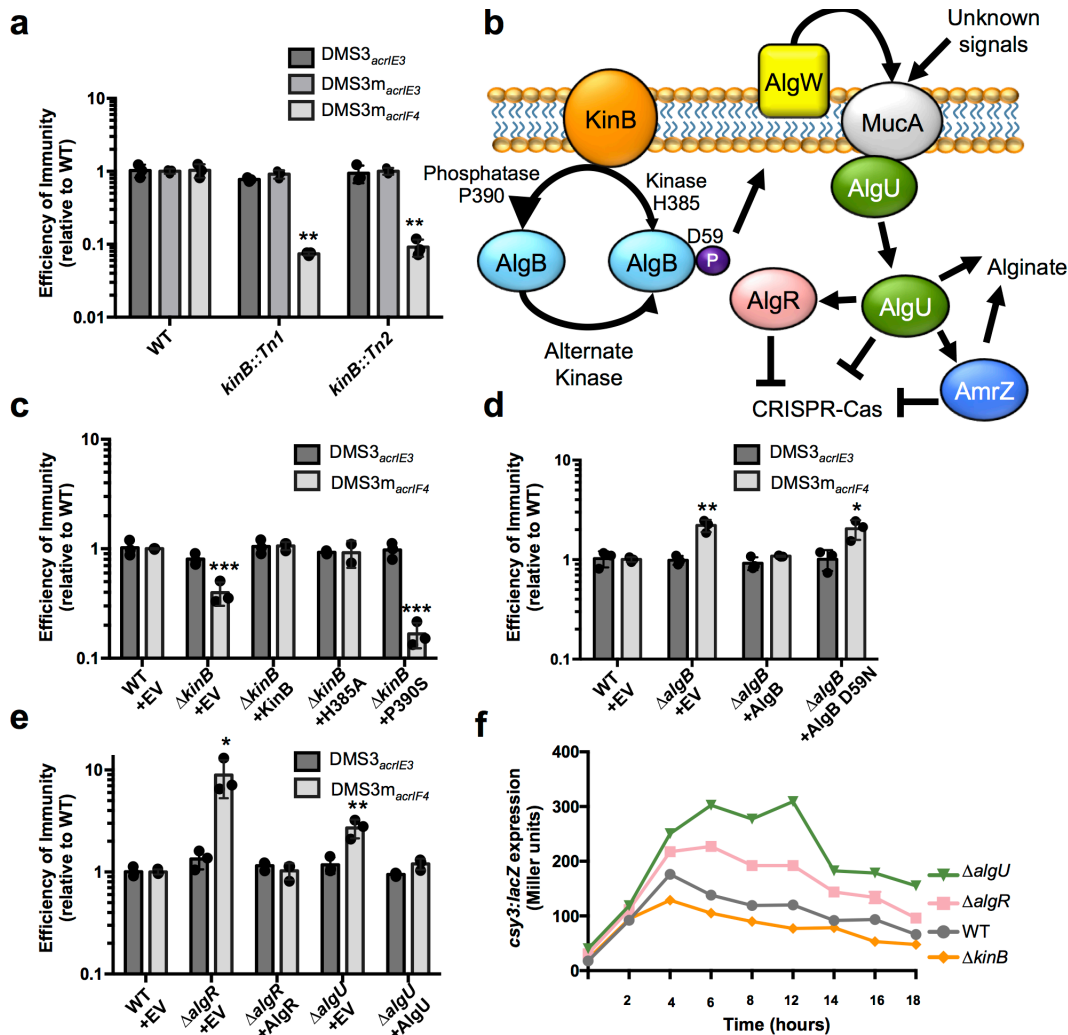 a
DMS3acrIE3
DMS3macrIE3
DMS3macrIF4
Efficiency of Immunity
(relative to WT)
10
1
0.1
0.01
**
**
WT
kinB::Tn1
kinB::Tn2
b
Unknown
signals
AlgW
KinB
MucA
AlgU
Phosphatase
P390
Kinase
H385
D59
P
AlgB
AlgB
AlgR
AlgU
Alginate
AmrZ
Alternate
Kinase
CRISPR-Cas
c
DMS3acrIE3
DMS3macrIF4
Efficiency of Immunity
(relative to WT)
10
1
0.1
***
***
WT
+EV
ΔkinB
+EV
ΔkinB
+KinB
ΔkinB
+H385A
ΔkinB
+P390S
d
DMS3acrIE3
DMS3macrIF4
Efficiency of Immunity
(relative to WT)
10
1
0.1
**
*
WT
+EV
ΔalgB
+EV
ΔalgB
+AlgB
ΔalgB
+AlgB D59N
e
DMS3acrIE3
DMS3macrIF4
Efficiency of Immunity
(relative to WT)
10
1
0.1
*
**
WT
+EV
ΔalgR
+EV
ΔalgR
+AlgR
ΔalgU
+EV
ΔalgU
+AlgU
f
csy3:lacZ expression
(Miller units)
400
300
200
100
0
2 4 6 8 12 14 16 18
Time (hours)
ΔalgU
ΔalgR
WT
ΔkinB